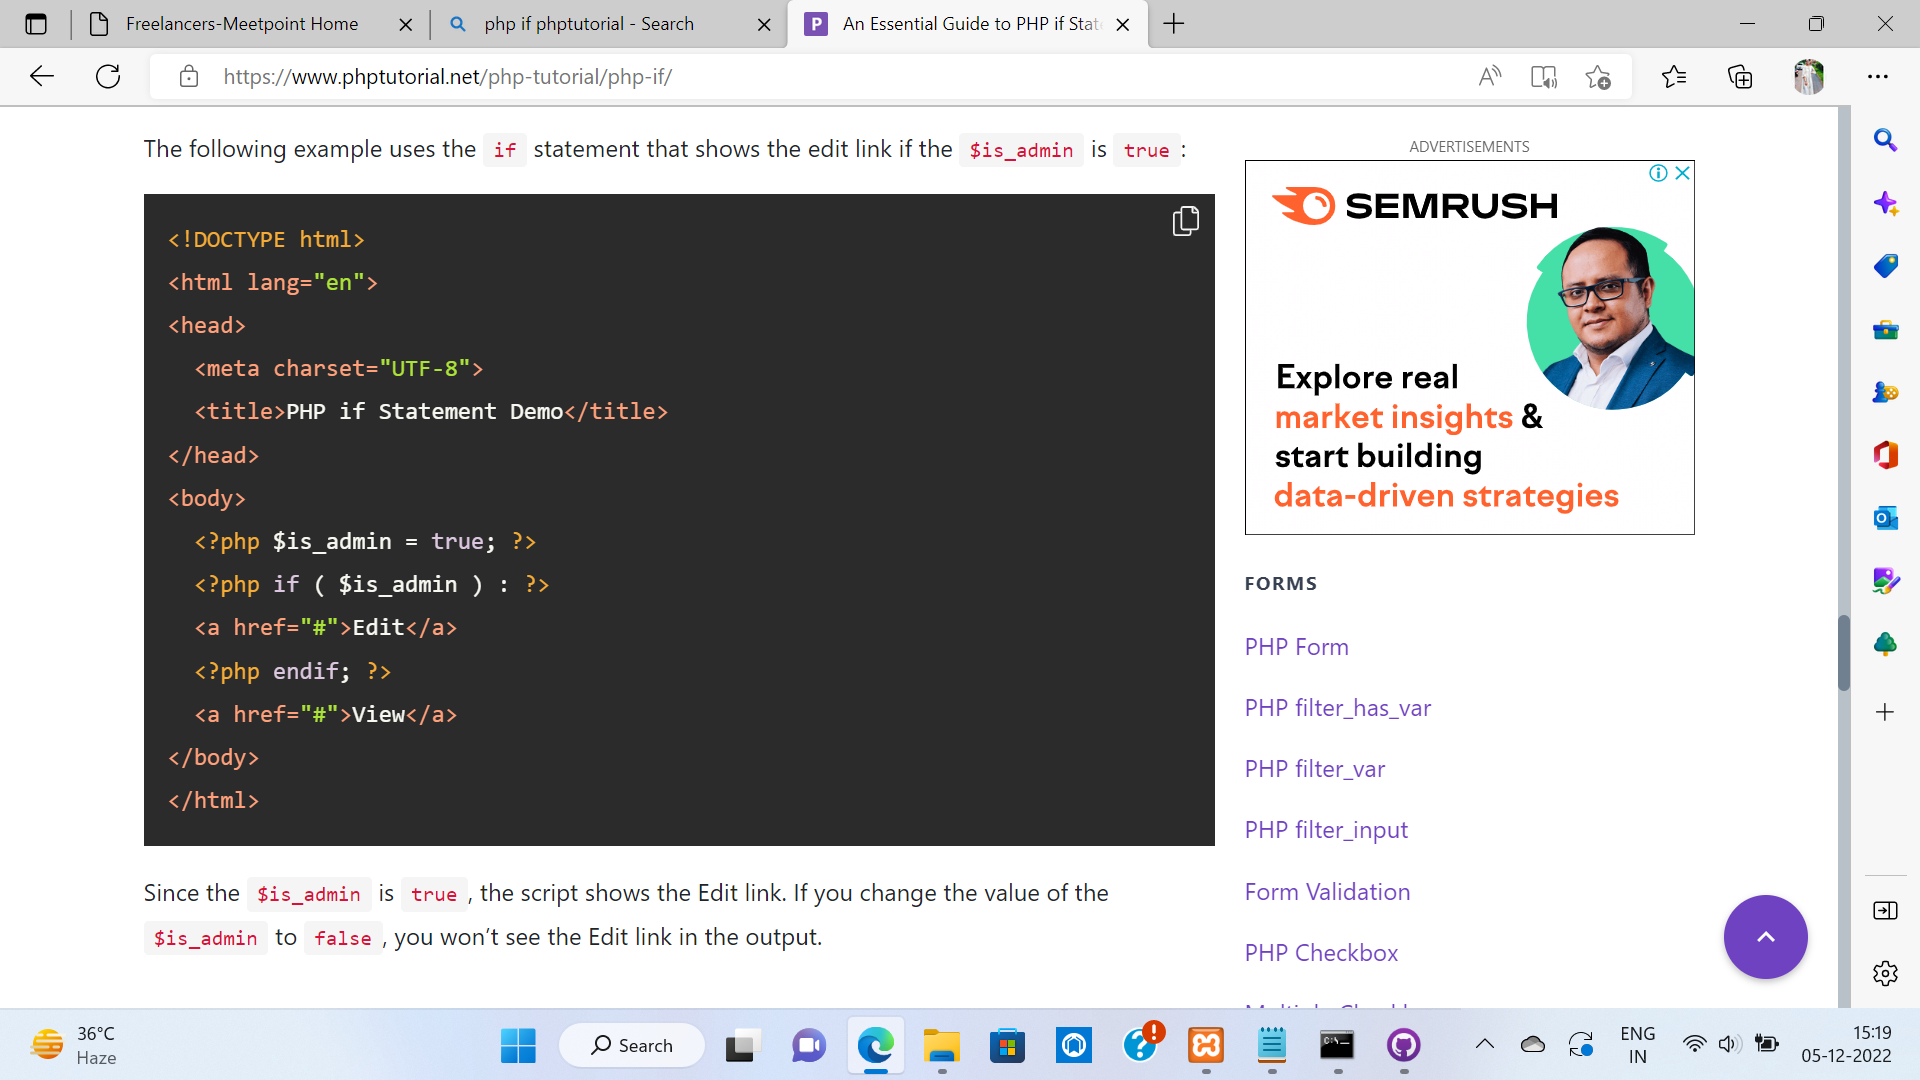 Freelancers-Meetpoint Home
php if phptutorial - Search
P
An Essential Guide to PHP if State
https://www.phptutorial.net/php-tutorial/php-if/
The following example uses the if statement that shows the edit link if the $is_admin is true :
<!DOCTYPE html>
<html lang="en">
<head>
<meta charset="UTF-8">
<title>PHP if Statement Demo</title>
</head>
<body>
<?php $is_admin = true; ?>
<?php if ( $is_admin ) : ?>
<a href="#">Edit</a>
<?php endif; ?>
<a href="#">View</a>
</body>
</html>
Since the $is_admin is true , the script shows the Edit link. If you change the value of the
$is_admin to false , you won’t see the Edit link in the output.
ADVERTISEMENTS
SEMRUSH
Explore real
market insights &
start building
data-driven strategies
FORMS
PHP Form
PHP filter_has_var
PHP filter_var
PHP filter_input
Form Validation
PHP Checkbox
36°C
Haze
Search
ENG
IN
15:19
05-12-2022